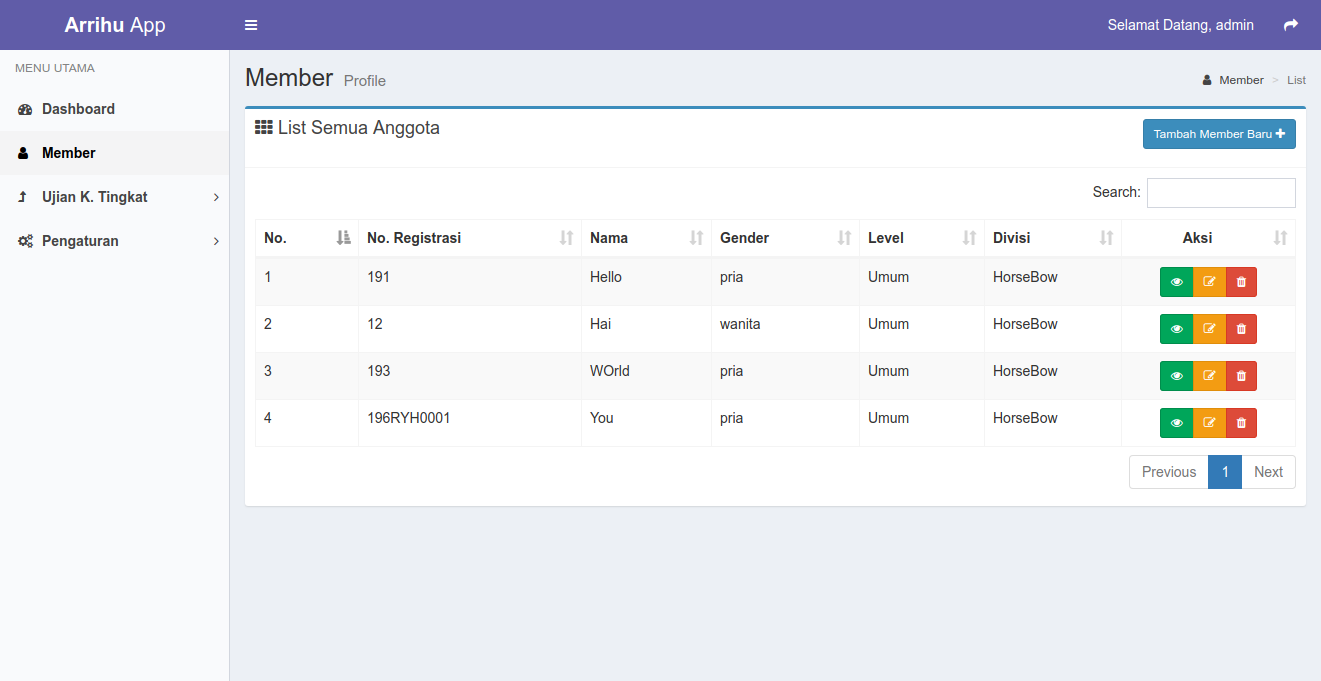 Arrihu App
Selamat Datang, admin
MENU UTAMA
Dashboard
Member
Ujian K. Tingkat
Pengaturan
Member Profile
Member > List
List Semua Anggota
Tambah Member Baru
Search:
No. No. Registrasi Nama Gender Level Divisi Aksi
1 191 Hello pria Umum HorseBow
2 12 Hai wanita Umum HorseBow
3 193 WOrld pria Umum HorseBow
4 196RYH0001 You pria Umum HorseBow
Previous 1 Next